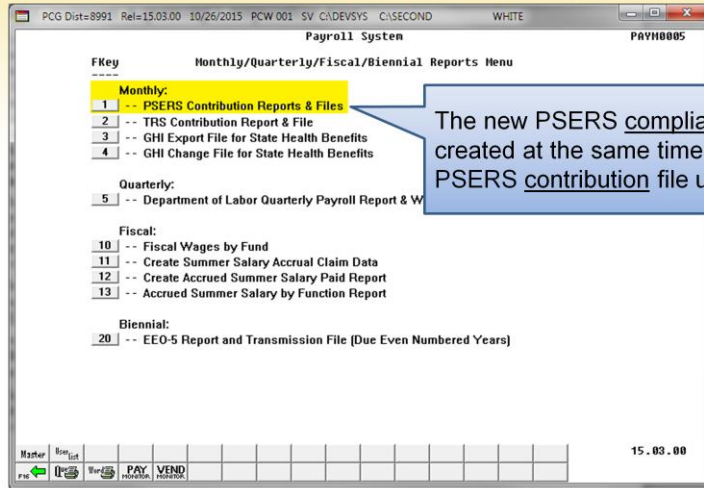 PCG Dist=8991 Rel=15.03.00 10/26/2015 PCW 001 SV C:\DEVSYS C:\SECOND WHITE
Payroll System PAYM0005
FKey Monthly/Quarterly/Fiscal/Biennial Reports Menu
----
Monthly:
1 -- PSERS Contribution Reports & Files
2 -- TRS Contribution Report & File
3 -- GHI Export File for State Health Benefits
4 -- GHI Change File for State Health Benefits
The new PSERS complia
created at the same time
PSERS contribution file u
Quarterly:
5 -- Department of Labor Quarterly Payroll Report & W
Fiscal:
10 -- Fiscal Wages by Fund
11 -- Create Summer Salary Accrual Claim Data
12 -- Create Accrued Summer Salary Paid Report
13 -- Accrued Summer Salary by Function Report
Biennial:
20 -- EEO-5 Report and Transmission File (Due Even Numbered Years)
Master User list 15.03.00
F16 Que Word PAY MONITOR VEND MONITOR